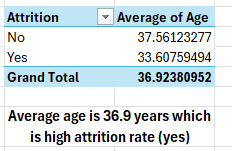 Attrition Average of Age
No 37.56123277
Yes 33.60759494
Grand Total 36.92380952
Average age is 36.9 years which
is high attrition rate (yes)